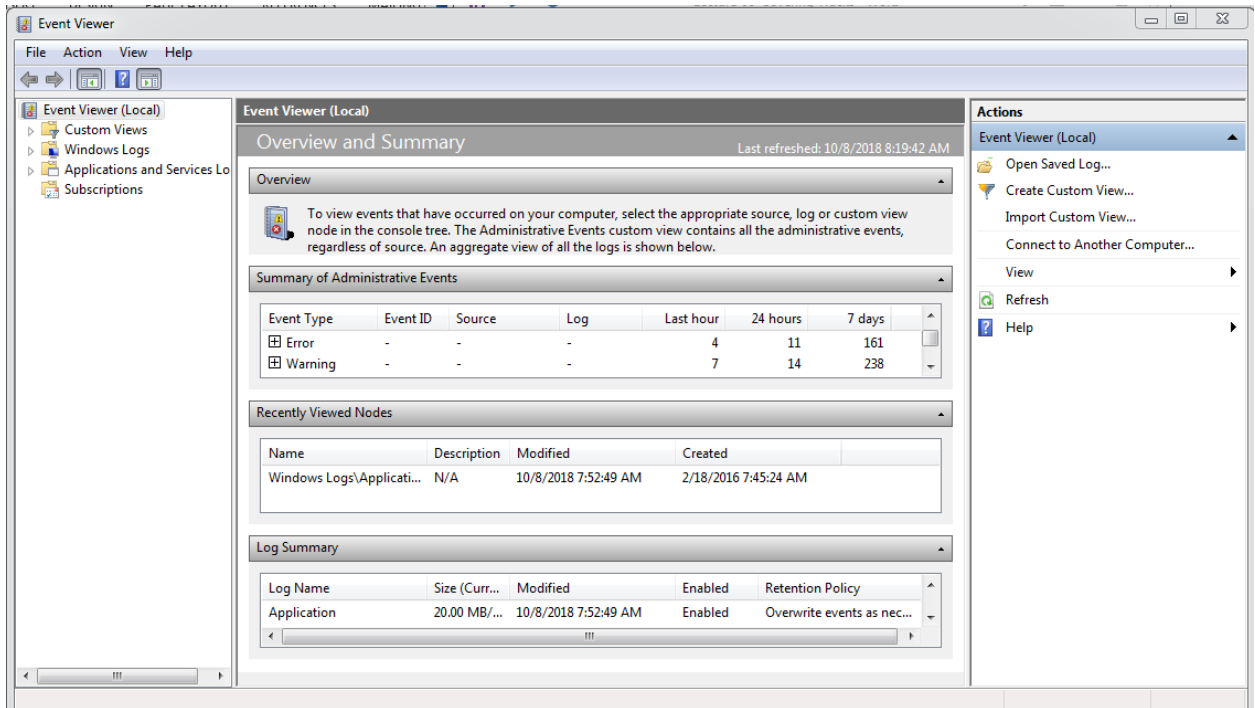 Event Viewer
File Action View Help
Event Viewer (Local)
Custom Views
Windows Logs
Applications and Services Lo
Subscriptions
Event Viewer (Local)
Overview and Summary Last refreshed: 10/8/2018 8:19:42 AM
Overview
To view events that have occurred on your computer, select the appropriate source, log or custom view
node in the console tree. The Administrative Events custom view contains all the administrative events,
regardless of source. An aggregate view of all the logs is shown below.
Summary of Administrative Events
Event Type Event ID Source Log Last hour 24 hours 7 days
Error - - - 4 11 161
Warning - - - 7 14 238
Recently Viewed Nodes
Name Description Modified Created
Windows Logs\Applicati... N/A 10/8/2018 7:52:49 AM 2/18/2016 7:45:24 AM
Log Summary
Log Name Size (Curr... Modified Enabled Retention Policy
Application 20.00 MB/... 10/8/2018 7:52:49 AM Enabled Overwrite events as nec...
Actions
Event Viewer (Local)
Open Saved Log...
Create Custom View...
Import Custom View...
Connect to Another Computer...
View
Refresh
Help